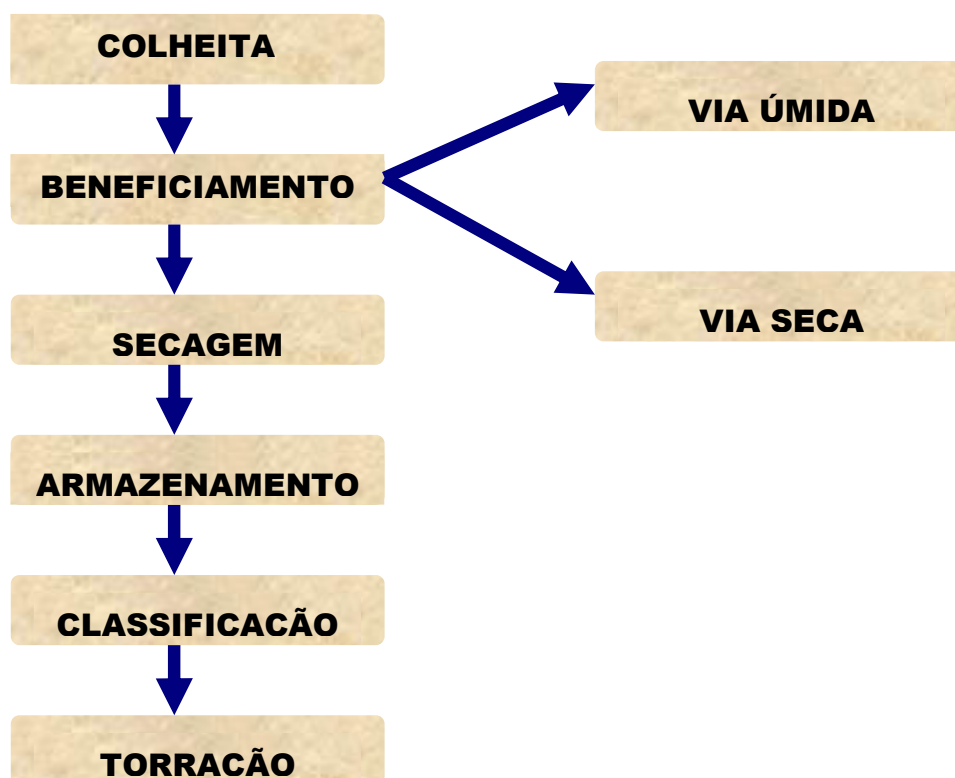 COLHEITA
VIA ÚMIDA
BENEFICIAMENTO
VIA SECA
SECAGEM
ARMAZENAMENTO
CLASSIFICACÃO
TORRACÃO